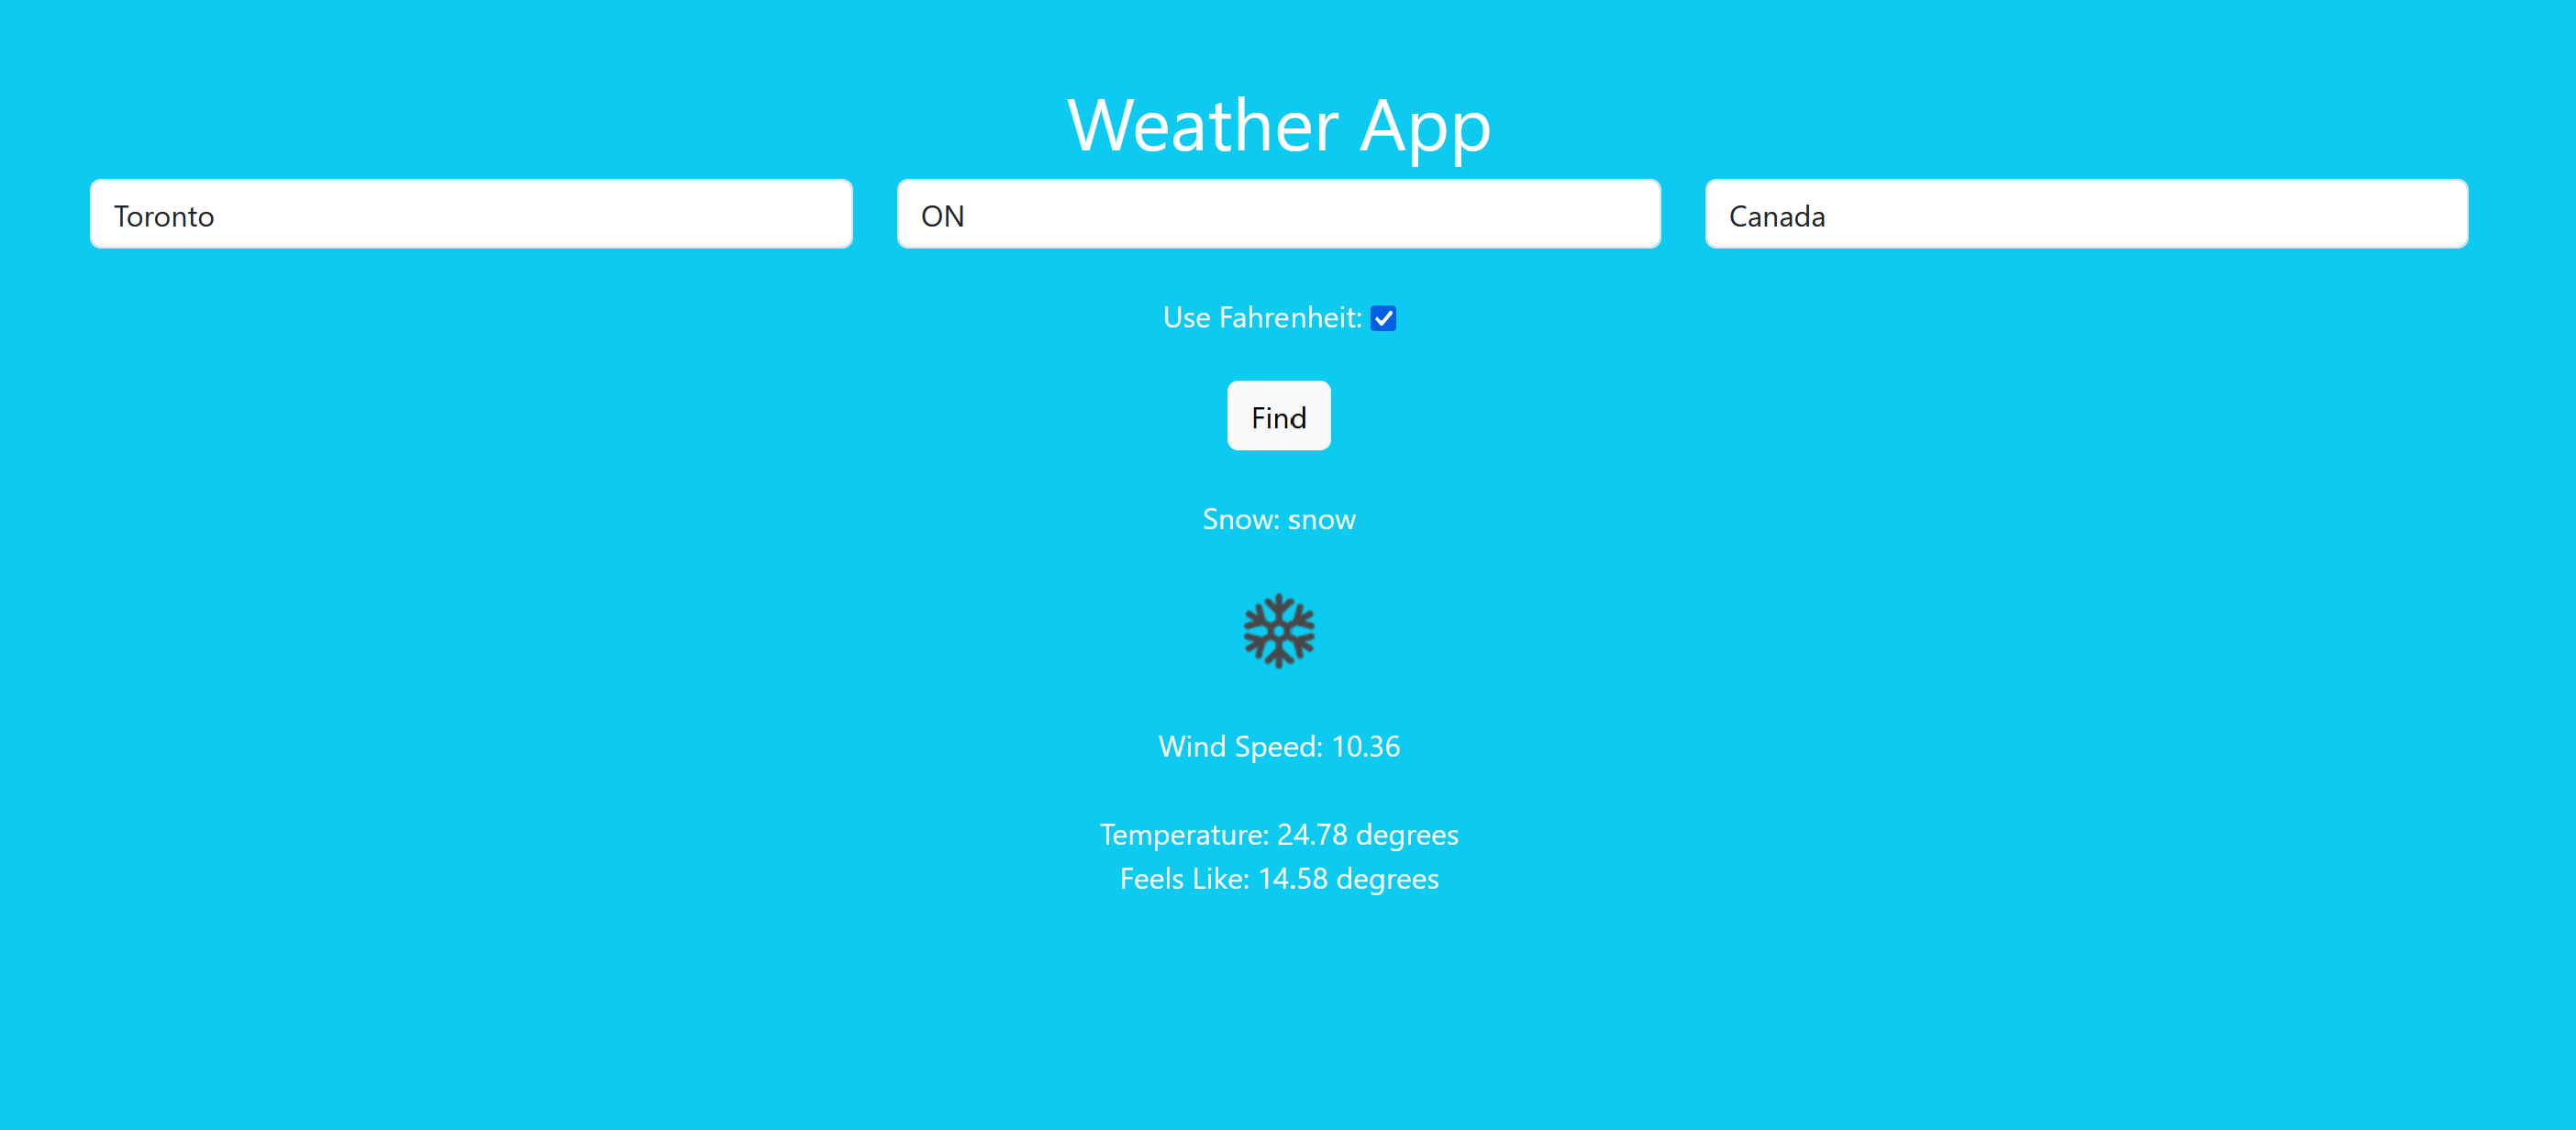 Weather App
Toronto ON Canada
Use Fahrenheit:
Find
Snow: snow
Wind Speed: 10.36
Temperature: 24.78 degrees
Feels Like: 14.58 degrees